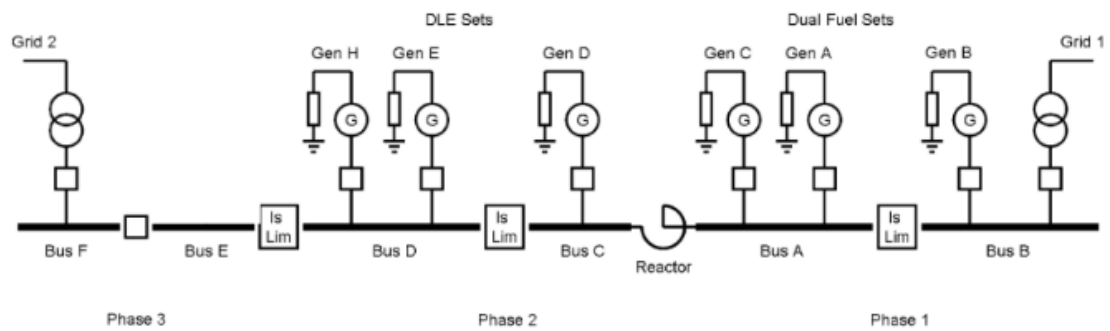 DLE Sets Dual Fuel Sets
Grid 2 Gen H Gen E Gen D Gen C Gen A Gen B Grid 1
G G G G G G
Is Lim Is Lim Is Lim
Bus F Bus E Bus D Bus C Bus A Bus B
Reactor
Phase 3 Phase 2 Phase 1